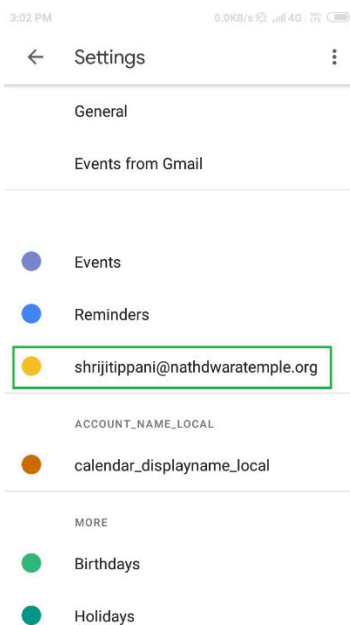 3:02 PM 0.0KB/s 4G
Settings
General
Events from Gmail
Events
Reminders
shrijitippani@nathdwaratemple.org
ACCOUNT_NAME_LOCAL
calendar_displayname_local
MORE
Birthdays
Holidays